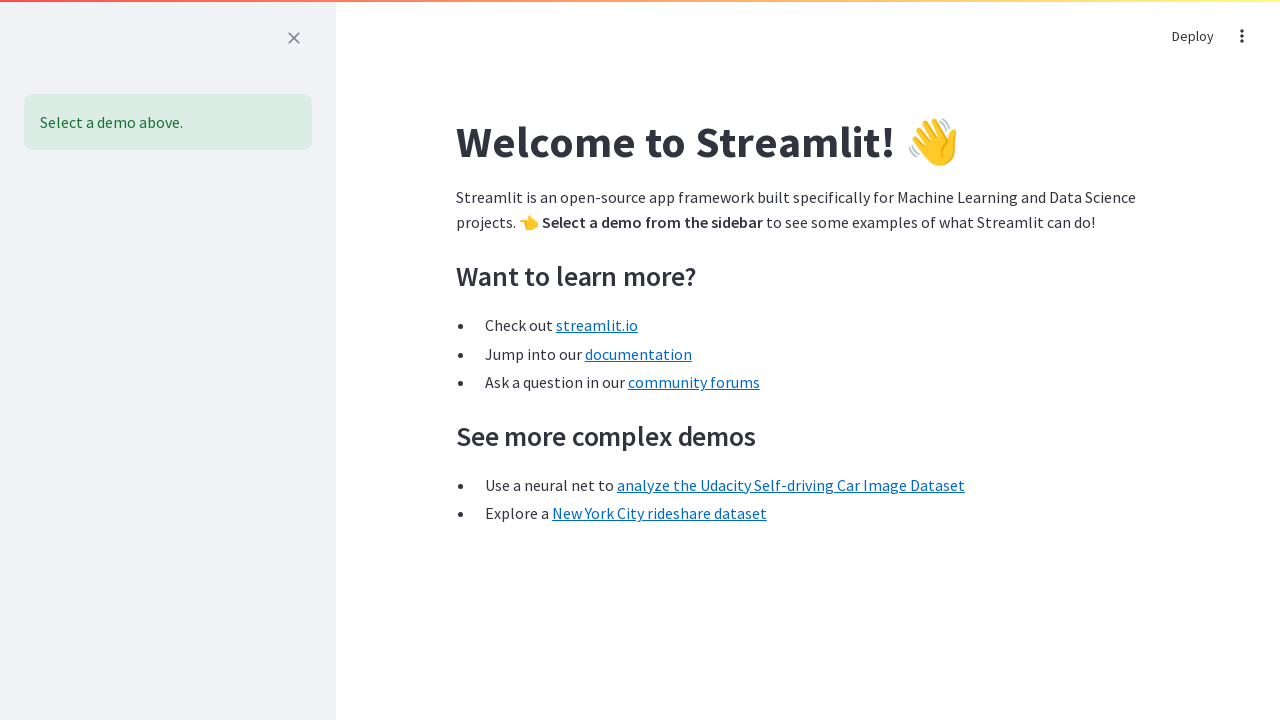 Deploy
Select a demo above.
Welcome to Streamlit! 👋
Streamlit is an open-source app framework built specifically for Machine Learning and Data Science
projects. 👈 Select a demo from the sidebar to see some examples of what Streamlit can do!
Want to learn more?
Check out streamlit.io
Jump into our documentation
Ask a question in our community forums
See more complex demos
Use a neural net to analyze the Udacity Self-driving Car Image Dataset
Explore a New York City rideshare dataset